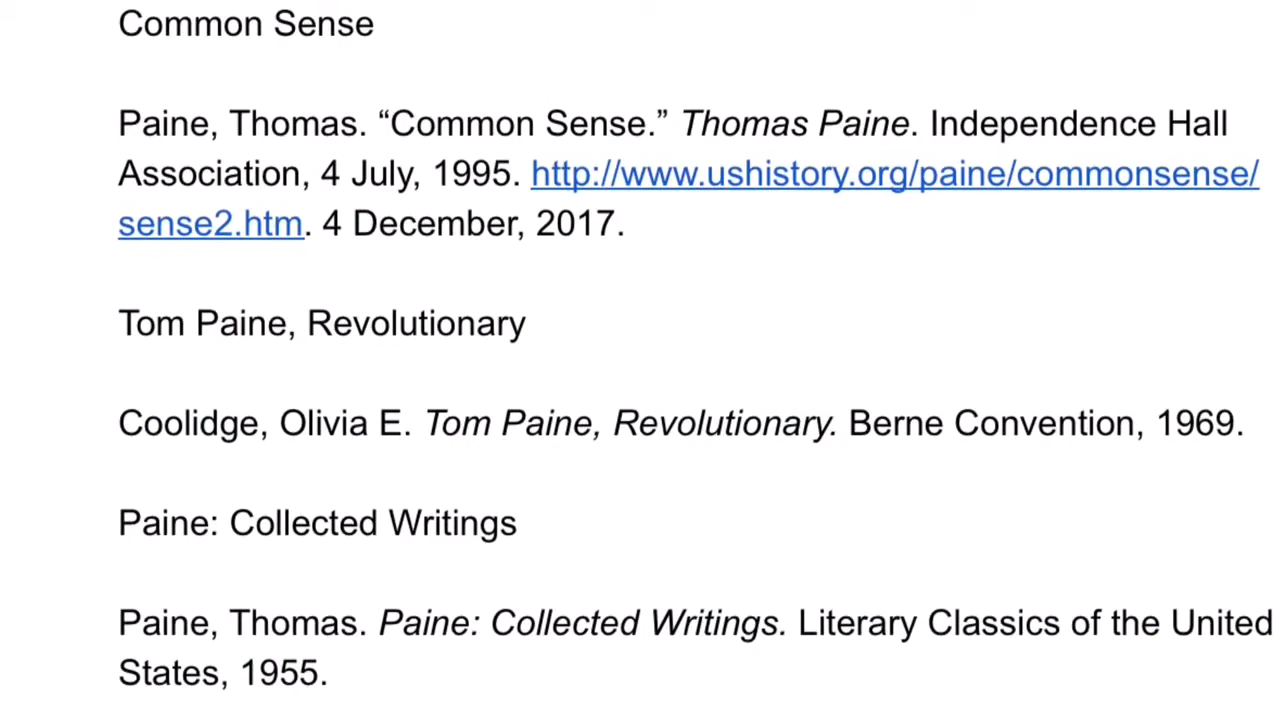 Common Sense
Paine, Thomas. “Common Sense.” Thomas Paine. Independence Hall
Association, 4 July, 1995. http://www.ushistory.org/paine/commonsense/
sense2.htm. 4 December, 2017.
Tom Paine, Revolutionary
Coolidge, Olivia E. Tom Paine, Revolutionary. Berne Convention, 1969.
Paine: Collected Writings
Paine, Thomas. Paine: Collected Writings. Literary Classics of the United
States, 1955.